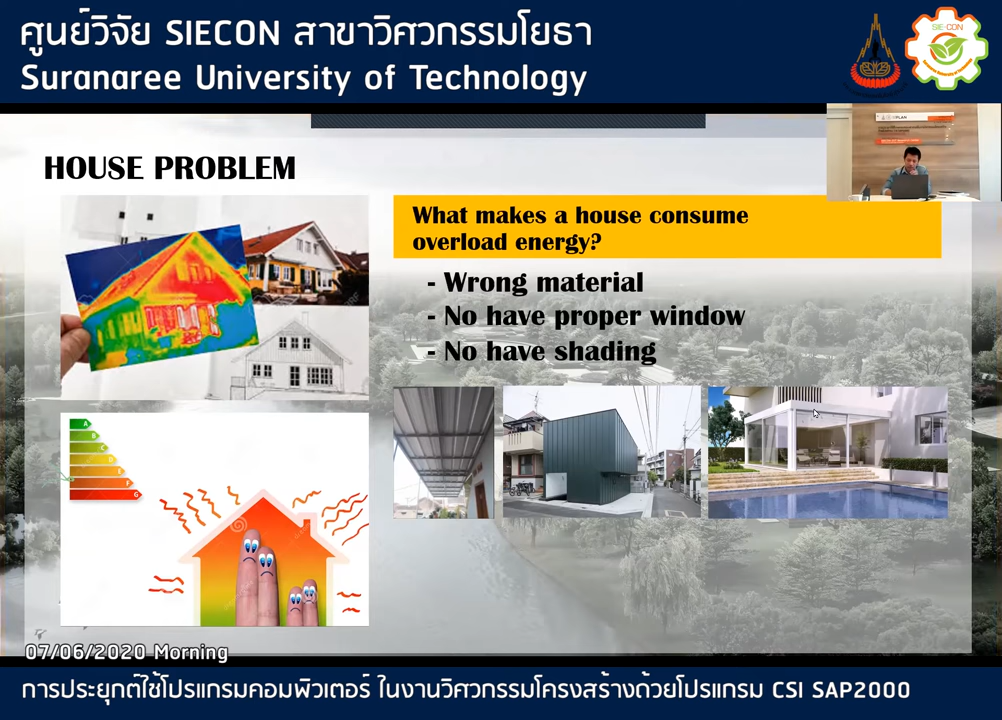 ศูนย์วิจัย SIECON สาขาวิศวกรรมโยธา
Suranaree University of Technology
SIE-CON
HOUSE PROBLEM
What makes a house consume
overload energy?
- Wrong material
- No have proper window
- No have shading
A
B
C
D
E
F
G
07/06/2020 Morning
การประยุกต์ใช้โปรแกรมคอมพิวเตอร์ ในงานวิศวกรรมโครงสร้างด้วยโปรแกรม CSI SAP2000